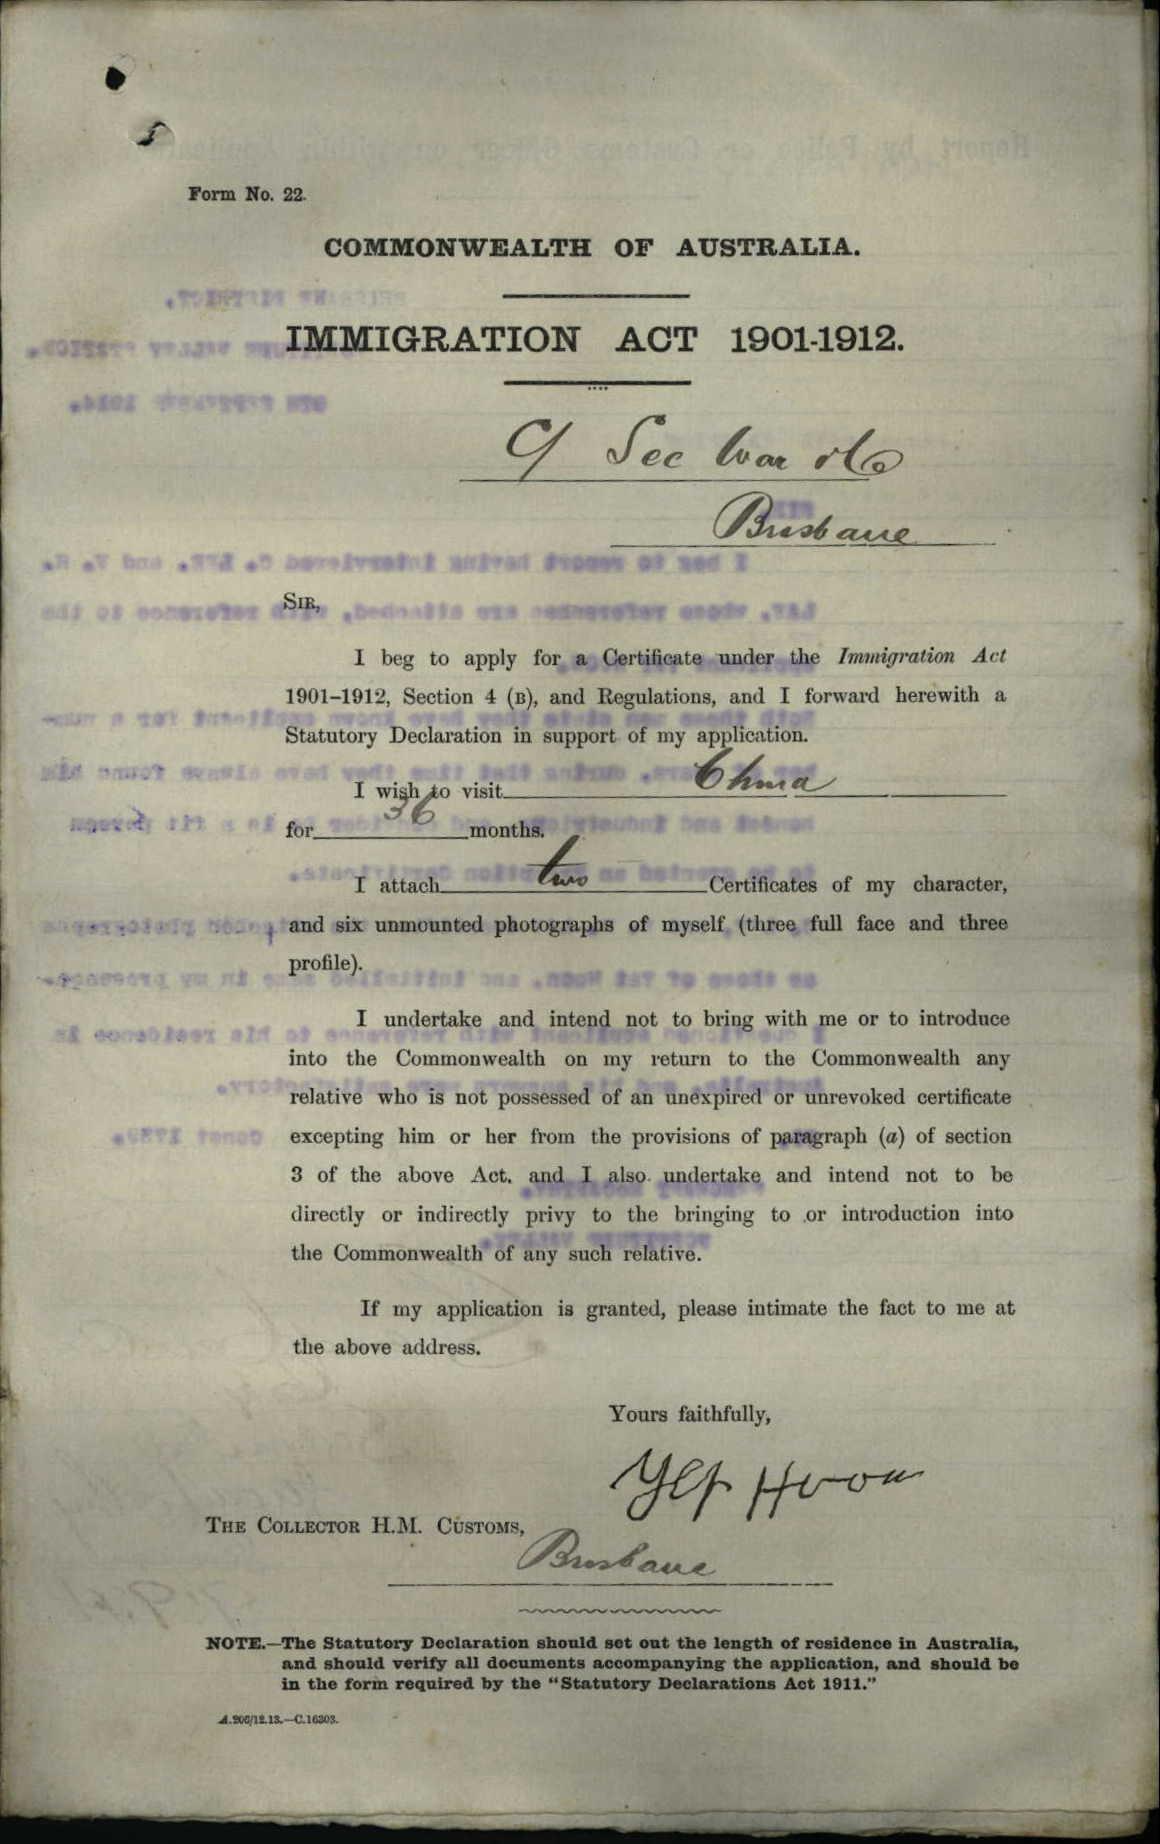 Form No. 22.
COMMONWEALTH OF AUSTRALIA.
IMMIGRATION ACT 1901-1912.
C/ See War & Co
Brisbane
SIR,
I beg to apply for a Certificate under the Immigration Act
1901–1912, Section 4 (B), and Regulations, and I forward herewith a
Statutory Declaration in support of my application.
I wish to visit China
for 36 months.
I attach two Certificates of my character,
and six unmounted photographs of myself (three full face and three
profile).
I undertake and intend not to bring with me or to introduce
into the Commonwealth on my return to the Commonwealth any
relative who is not possessed of an unexpired or unrevoked certificate
excepting him or her from the provisions of paragraph (a) of section
3 of the above Act, and I also undertake and intend not to be
directly or indirectly privy to the bringing to or introduction into
the Commonwealth of any such relative.
If my application is granted, please intimate the fact to me at
the above address.
Yours faithfully,
Yep Hoon
THE COLLECTOR H.M. CUSTOMS,
Brisbane
NOTE.—The Statutory Declaration should set out the length of residence in Australia,
and should verify all documents accompanying the application, and should be
in the form required by the “Statutory Declarations Act 1911.”
A.206/12.13.—C.16303.